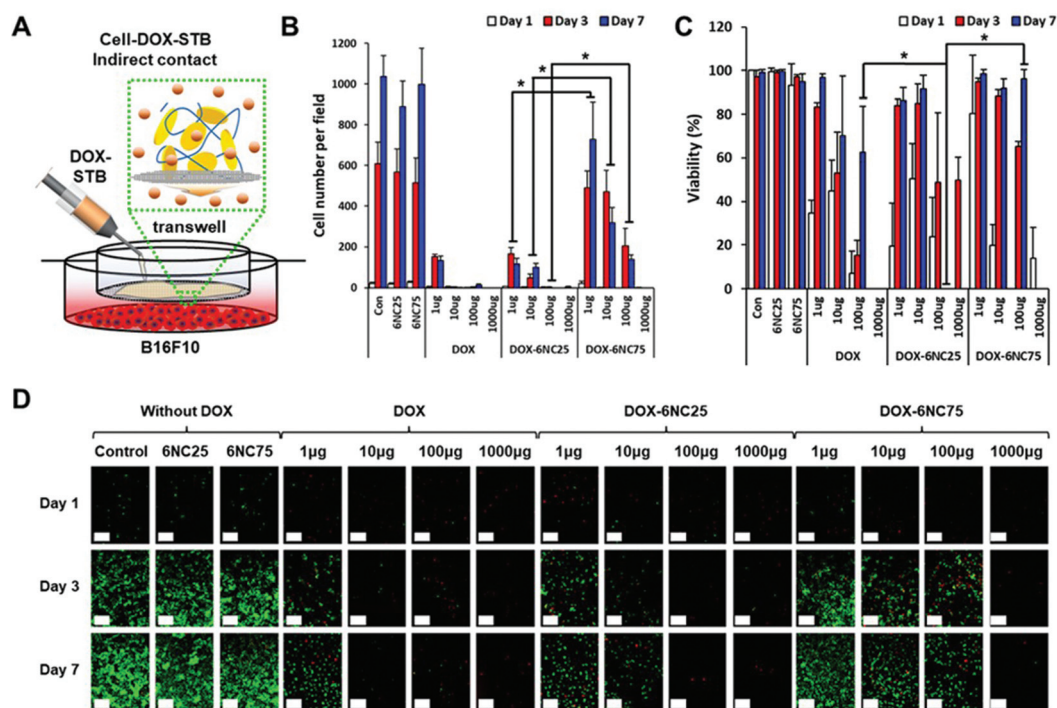 A
Cell-DOX-STB
Indirect contact
DOX-
STB
transwell
B16F10
B
Day 1 Day 3 Day 7
Cell number per field
1200
1000
800
600
400
200
0
* * *
Con 6NC25 6NC75 1ug 10ug 100ug 1000ug 1ug 10ug 100ug 1000ug 1ug 10ug 100ug 1000ug
DOX DOX-6NC25 DOX-6NC75
C
Day 1 Day 3 Day 7
Viability (%)
120
100
80
60
40
20
0
* *
Con 6NC25 6NC75 1ug 10ug 100ug 1000ug 1ug 10ug 100ug 1000ug 1ug 10ug 100ug 1000ug
DOX DOX-6NC25 DOX-6NC75
D
Without DOX DOX DOX-6NC25 DOX-6NC75
Control 6NC25 6NC75 1µg 10µg 100µg 1000µg 1µg 10µg 100µg 1000µg 1µg 10µg 100µg 1000µg
Day 1
Day 3
Day 7